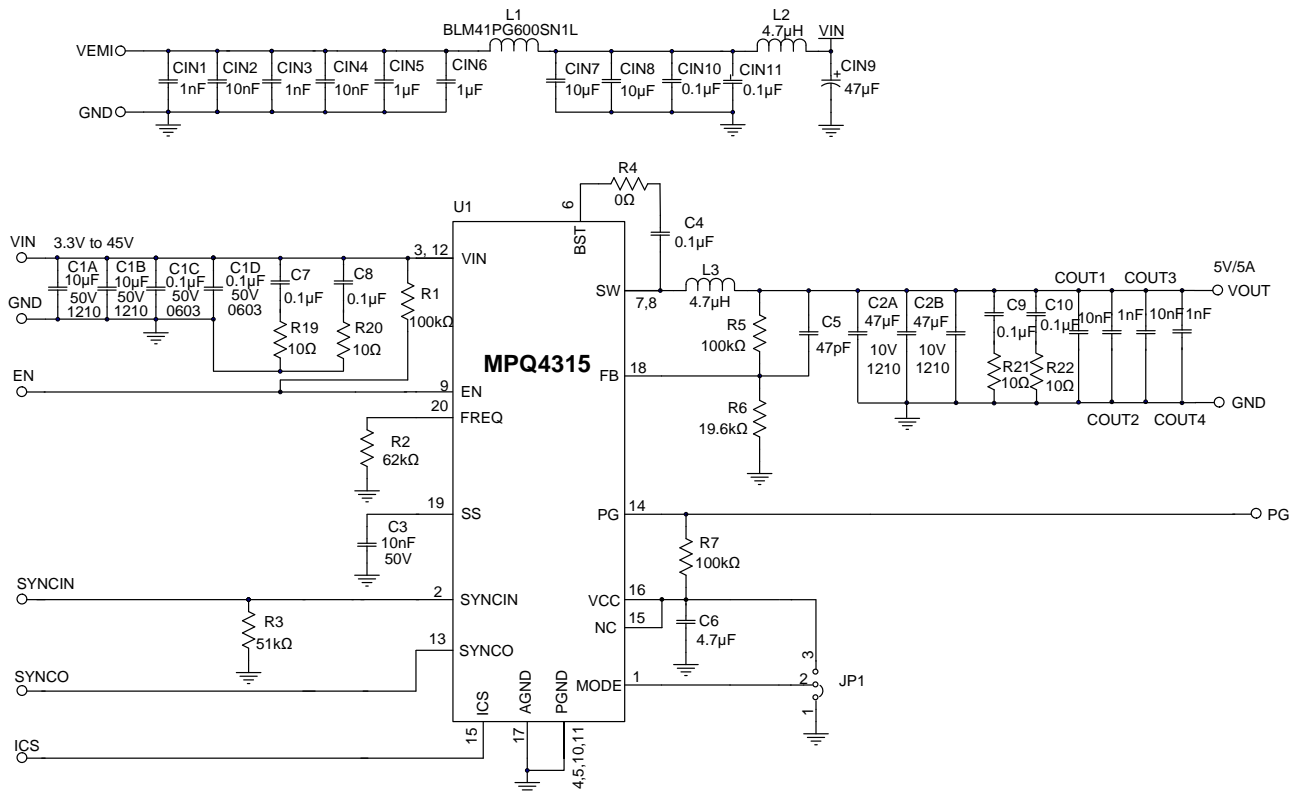 L1
BLM41PG600SN1L
L2
4.7µH
VIN
VEMI
CIN1
1nF
CIN2
10nF
CIN3
1nF
CIN4
10nF
CIN5
1µF
CIN6
1µF
CIN7
10µF
CIN8
10µF
CIN10
0.1µF
CIN11
0.1µF
+
CIN9
47µF
GND
R4
0Ω
6
BST
C4
0.1µF
U1
VIN
3.3V to 45V
3, 12
VIN
C1A
10µF
50V
1210
C1B
10µF
50V
1210
C1C
0.1µF
50V
0603
C1D
0.1µF
50V
0603
C7
0.1µF
C8
0.1µF
R1
100kΩ
GND
R19
10Ω
R20
10Ω
SW
7,8
L3
4.7µH
COUT1
COUT3
5V/5A
VOUT
R5
100kΩ
C5
47pF
C2A
47µF
10V
1210
C2B
47µF
10V
1210
C9
0.1µF
C10
0.1µF
10nF
1nF
10nF
1nF
R21
10Ω
R22
10Ω
MPQ4315
FB
18
EN
9
EN
R6
19.6kΩ
GND
COUT2
COUT4
20
FREQ
R2
62kΩ
19
SS
C3
10nF
50V
PG
14
PG
R7
100kΩ
SYNCIN
2
SYNCIN
R3
51kΩ
VCC
16
NC
15
C6
4.7µF
13
SYNCO
SYNCO
MODE
1
3
2
1
JP1
ICS
15
AGND
17
PGND
4,5,10,11
ICS